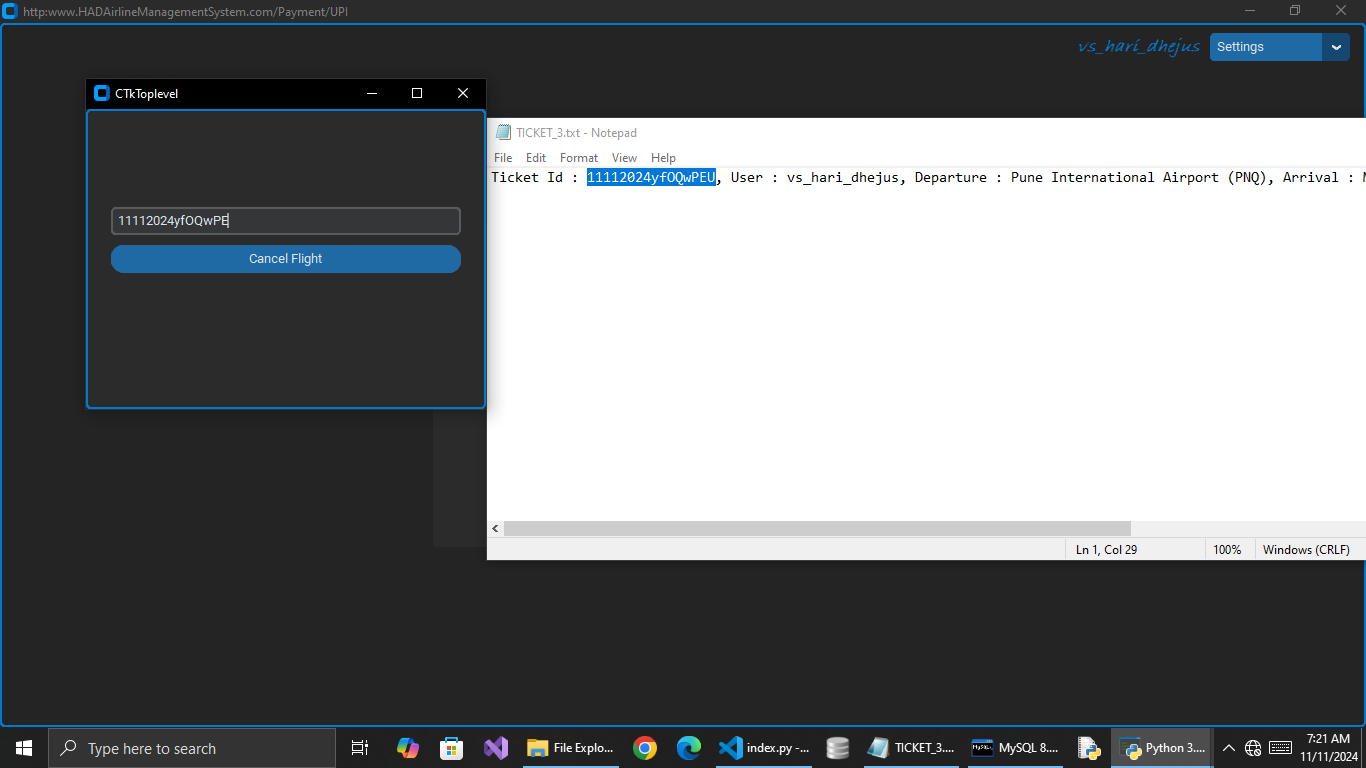 http:www.HADAirlineManagementSystem.com/Payment/UPI
vs_hari_dhejus
Settings
CTkToplevel
11112024yfOQwPE
Cancel Flight
TICKET_3.txt - Notepad
File Edit Format View Help
Ticket Id : 11112024yfOQwPEU, User : vs_hari_dhejus, Departure : Pune International Airport (PNQ), Arrival :
Ln 1, Col 29
100%
Windows (CRLF)
Type here to search
File Explo...
index.py -...
TICKET_3....
MySQL 8....
Python 3....
7:21 AM
11/11/2024